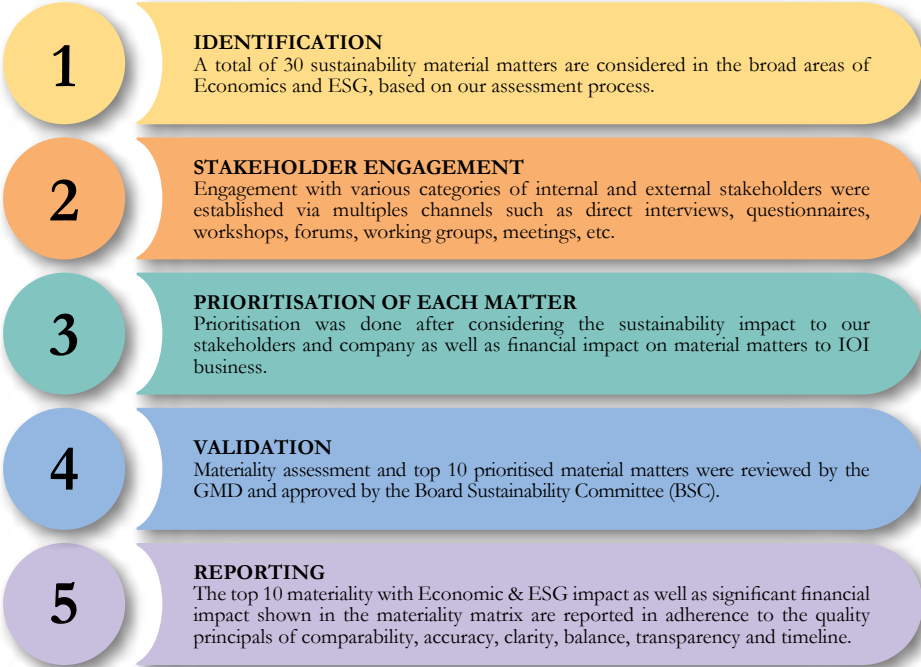 1
IDENTIFICATION
A total of 30 sustainability material matters are considered in the broad areas of
Economics and ESG, based on our assessment process.
2
STAKEHOLDER ENGAGEMENT
Engagement with various categories of internal and external stakeholders were
established via multiples channels such as direct interviews, questionnaires,
workshops, forums, working groups, meetings, etc.
3
PRIORITISATION OF EACH MATTER
Prioritisation was done after considering the sustainability impact to our
stakeholders and company as well as financial impact on material matters to IOI
business.
4
VALIDATION
Materiality assessment and top 10 prioritised material matters were reviewed by the
GMD and approved by the Board Sustainability Committee (BSC).
5
REPORTING
The top 10 materiality with Economic & ESG impact as well as significant financial
impact shown in the materiality matrix are reported in adherence to the quality
principals of comparability, accuracy, clarity, balance, transparency and timeline.